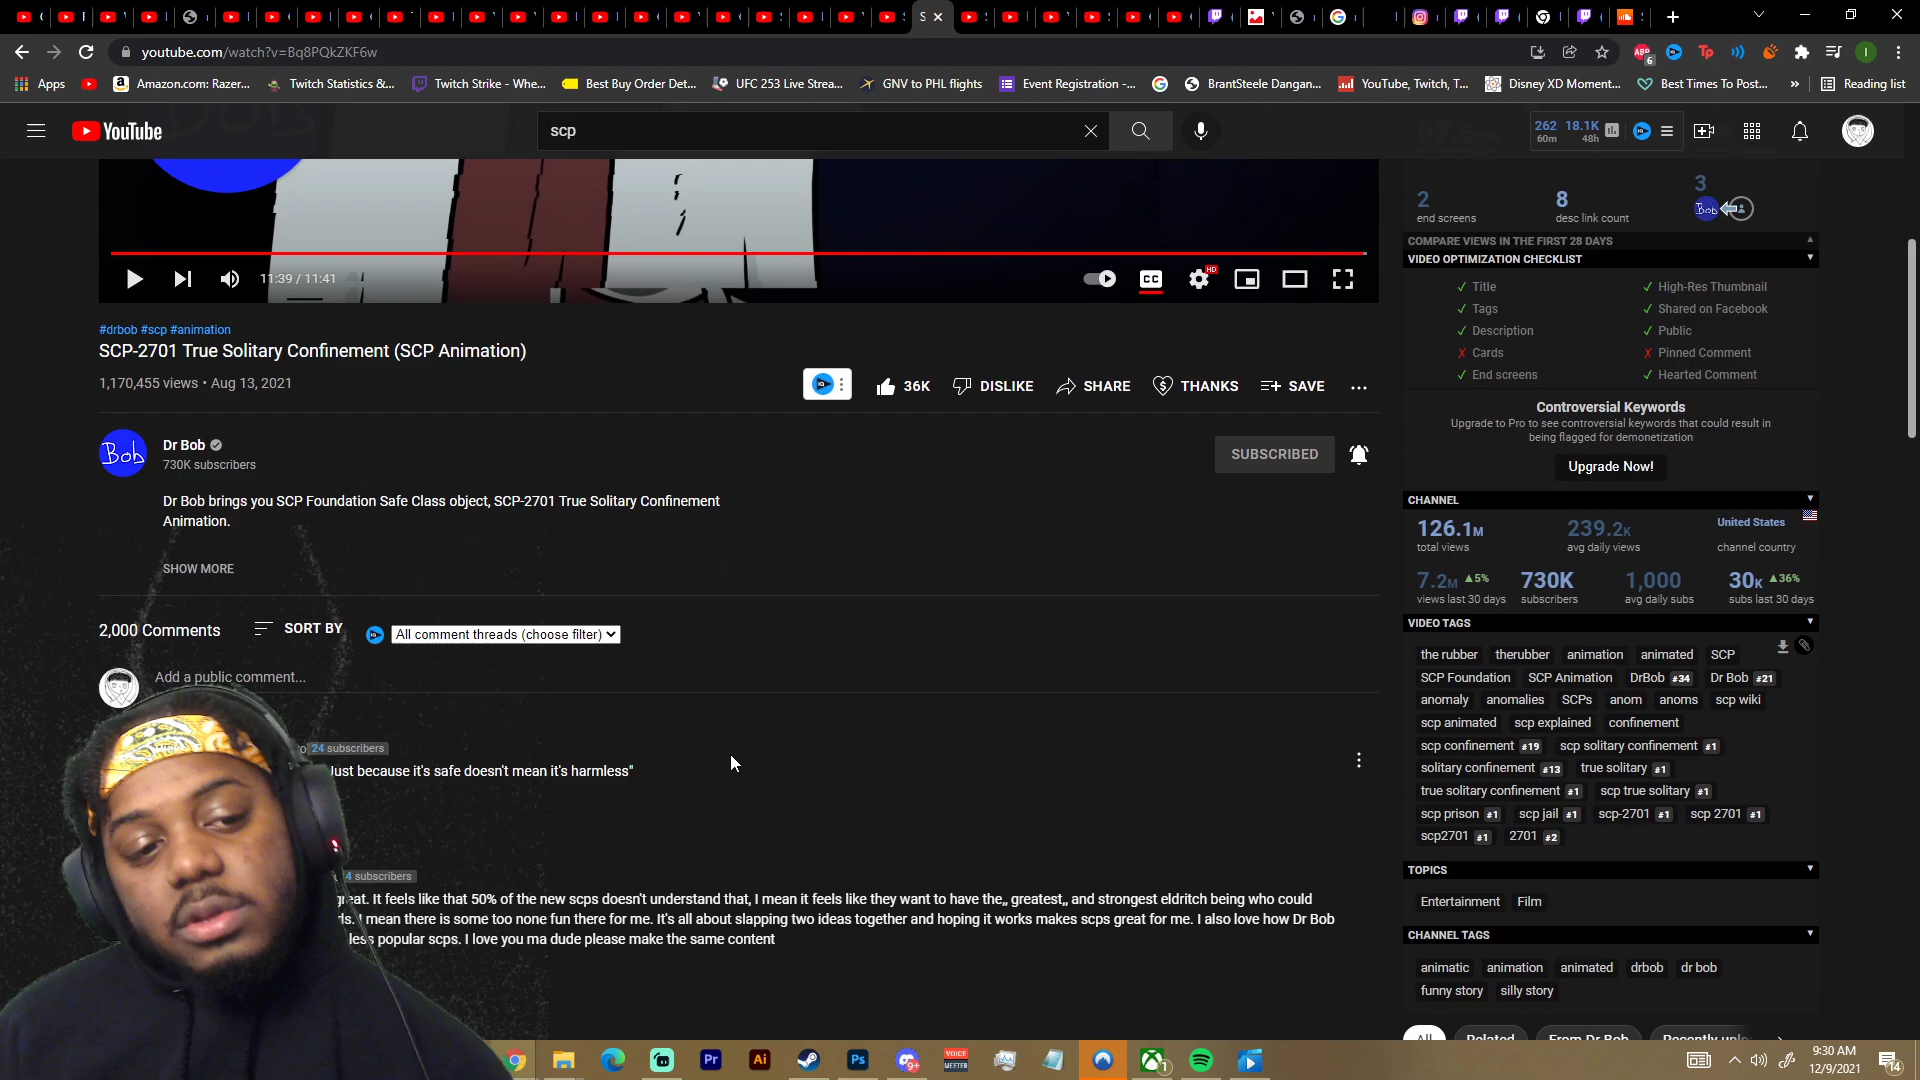 youtube.com/watch?v=Bq8PQkZKF6w
Apps
Amazon.com: Razer...
Twitch Statistics &...
Twitch Strike - Whe...
Best Buy Order Det...
UFC 253 Live Strea...
GNV to PHL flights
Event Registration -...
BrantSteele Dangan...
YouTube, Twitch, T...
Disney XD Moment...
Best Times To Post...
»
Reading list
YouTube
scp
262 18.1K
60m 48h
2
end screens
8
desc link count
3
Bob
COMPARE VIEWS IN THE FIRST 28 DAYS
VIDEO OPTIMIZATION CHECKLIST
Title
High-Res Thumbnail
Tags
Shared on Facebook
Description
Public
Cards
Pinned Comment
End screens
Hearted Comment
11:39 / 11:41
CC
HD
#drbob #scp #animation
SCP-2701 True Solitary Confinement (SCP Animation)
1,170,455 views • Aug 13, 2021
36K
DISLIKE
SHARE
THANKS
SAVE
Bob
Dr Bob
730K subscribers
SUBSCRIBED
Dr Bob brings you SCP Foundation Safe Class object, SCP-2701 True Solitary Confinement
Animation.
SHOW MORE
2,000 Comments
SORT BY
All comment threads (choose filter)
Add a public comment...
24 subscribers
Just because it's safe doesn't mean it's harmless"
4 subscribers
great. It feels like that 50% of the new scps doesn't understand that, I mean it feels like they want to have the,, greatest,, and strongest eldritch being who could
I mean there is some too none fun there for me. It's all about slapping two ideas together and hoping it works makes scps great for me. I also love how Dr Bob
less popular scps. I love you ma dude please make the same content
Controversial Keywords
Upgrade to Pro to see controversial keywords that could result in
being flagged for demonetization
Upgrade Now!
CHANNEL
126.1M
total views
239.2K
avg daily views
United States
channel country
7.2M ▲5%
views last 30 days
730K
subscribers
1,000
avg daily subs
30K ▲36%
subs last 30 days
VIDEO TAGS
the rubber therubber animation animated SCP
SCP Foundation SCP Animation DrBob #34 Dr Bob #21
anomaly anomalies SCPs anom anoms scp wiki
scp animated scp explained confinement
scp confinement #19 scp solitary confinement #1
solitary confinement #13 true solitary #1
true solitary confinement #1 scp true solitary #1
scp prison #1 scp jail #1 scp-2701 #1 scp 2701 #1
scp2701 #1 2701 #2
TOPICS
Entertainment Film
CHANNEL TAGS
animatic animation animated drbob dr bob
funny story silly story
All Related From Dr Bob
Pr
Ai
Ps
VOICE
MEETER
9:30 AM
12/9/2021
14